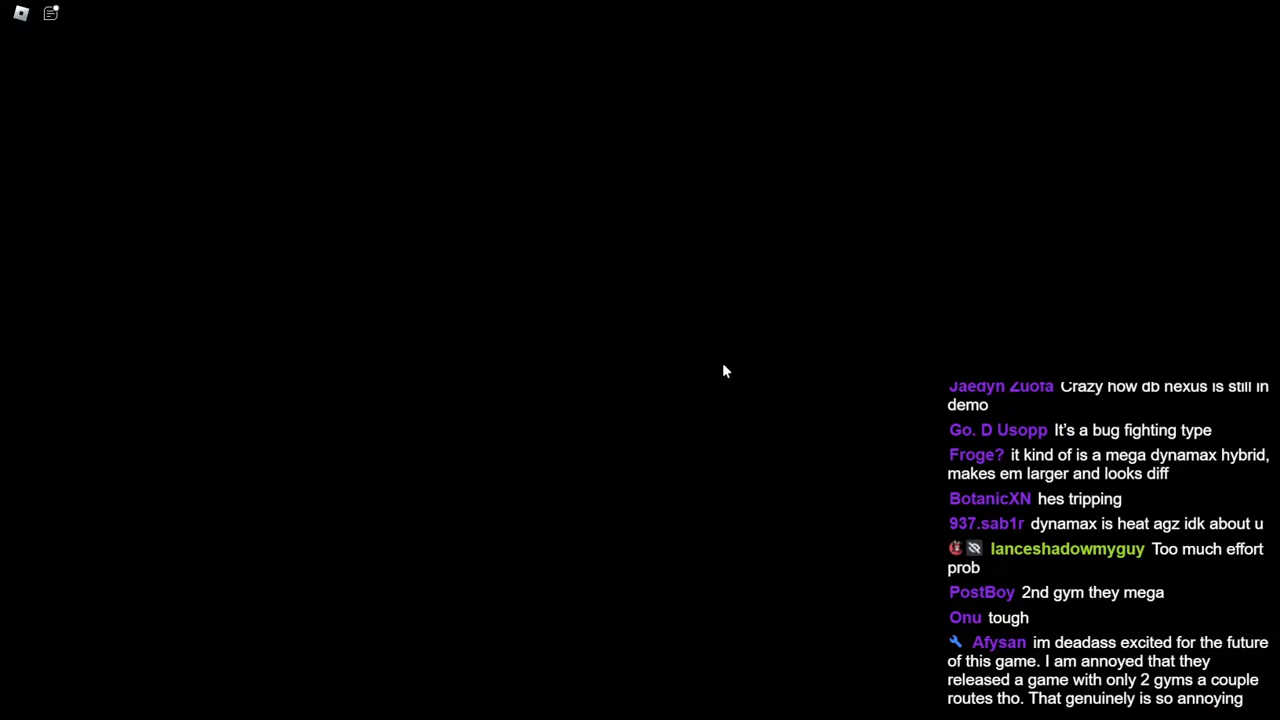 Jaedyn Zuofa Crazy how db nexus is still in
demo
Go. D Usopp It's a bug fighting type
Froge? it kind of is a mega dynamax hybrid,
makes em larger and looks diff
BotanicXN hes tripping
937.sab1r dynamax is heat agz idk about u
lanceshadowmyguy Too much effort
prob
PostBoy 2nd gym they mega
Onu tough
Afysan im deadass excited for the future
of this game. I am annoyed that they
released a game with only 2 gyms a couple
routes tho. That genuinely is so annoying